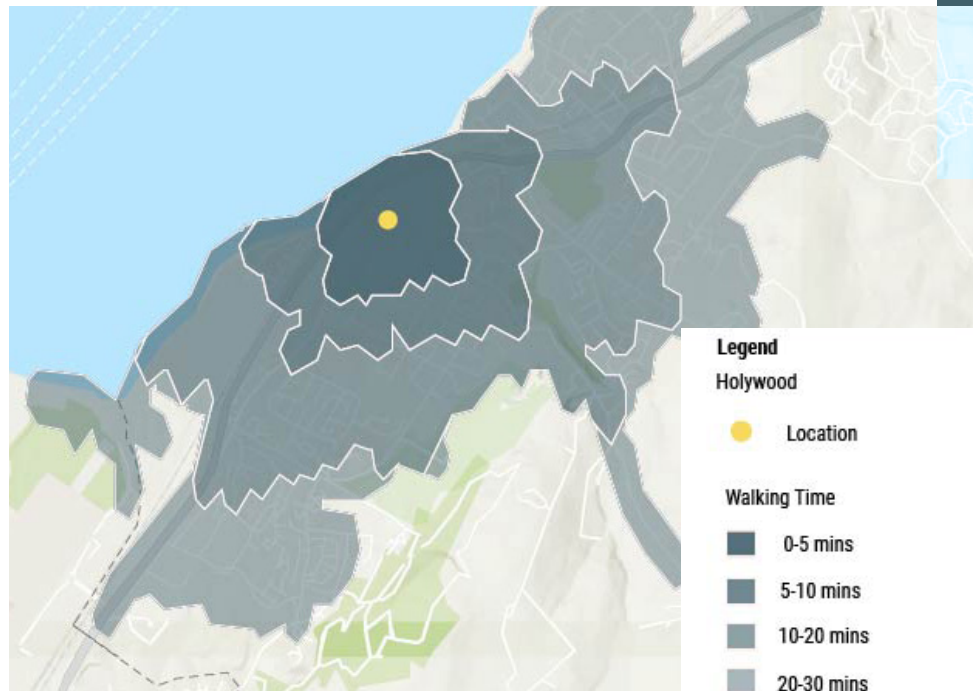 Legend
Holywood
Location
Walking Time
0-5 mins
5-10 mins
10-20 mins
20-30 mins